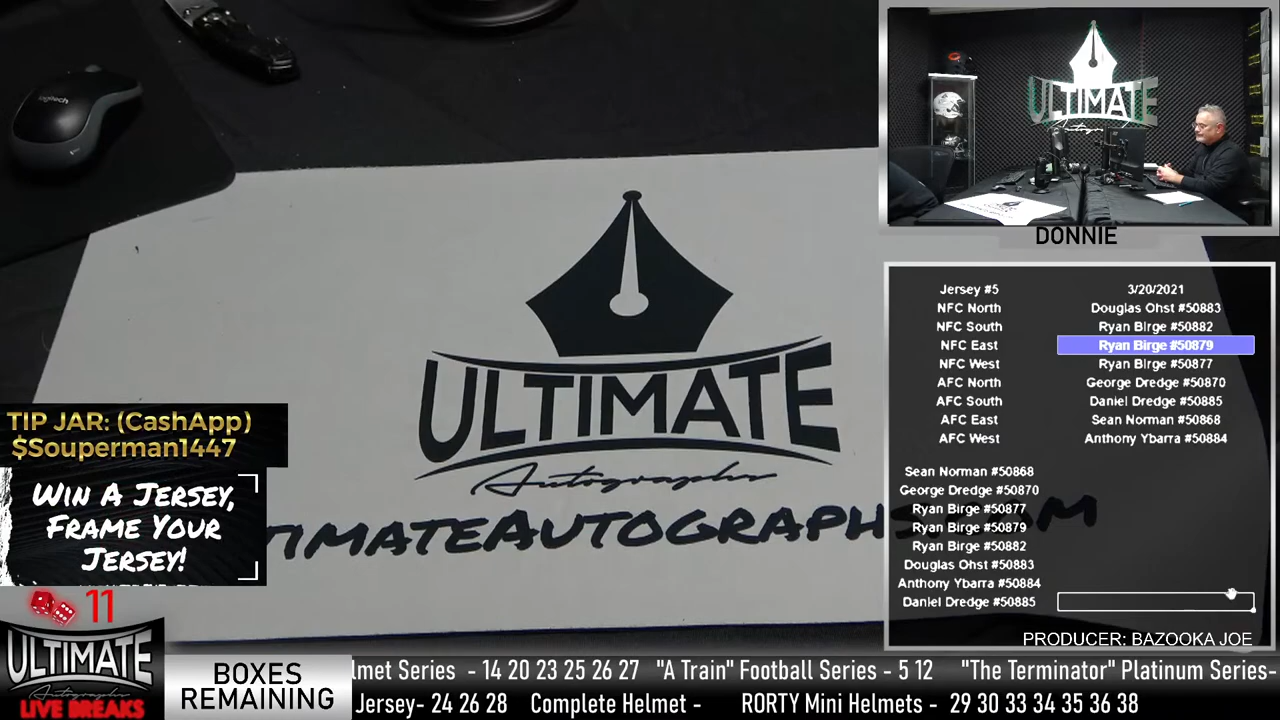 logitech
ULTIMATE
Autographs
TIMATEAUTOGRAPHS
ULTIMATE
DONNIE
Jersey #5 3/20/2021
NFC North Douglas Ohst #50883
NFC South Ryan Birge #50882
NFC East Ryan Birge #50879
NFC West Ryan Birge #50877
AFC North George Dredge #50870
AFC South Daniel Dredge #50885
AFC East Sean Norman #50868
AFC West Anthony Ybarra #50884
Sean Norman #50868
George Dredge #50870
Ryan Birge #50877
Ryan Birge #50879
Ryan Birge #50882
Douglas Ohst #50883
Anthony Ybarra #50884
Daniel Dredge #50885
PRODUCER: BAZOOKA JOE
TIP JAR: (CashApp)
$Souperman1447
WIN A JERSEY,
FRAME YOUR
JERSEY!
11
ULTIMATE
Autographs
LIVE BREAKS
BOXES
REMAINING
lmet Series - 14 20 23 25 26 27 "A Train" Football Series - 5 12 "The Terminator" Platinum Series-
Jersey- 24 26 28 Complete Helmet - RORTY Mini Helmets - 29 30 33 34 35 36 38